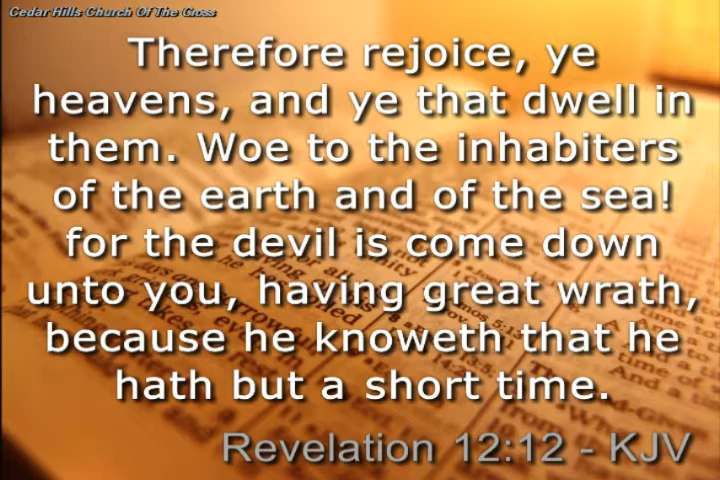 Cedar Hills Church Of The Cross
Therefore rejoice, ye
heavens, and ye that dwell in
them. Woe to the inhabiters
of the earth and of the sea!
for the devil is come down
unto you, having great wrath,
because he knoweth that he
hath but a short time.
Revelation 12:12 - KJV